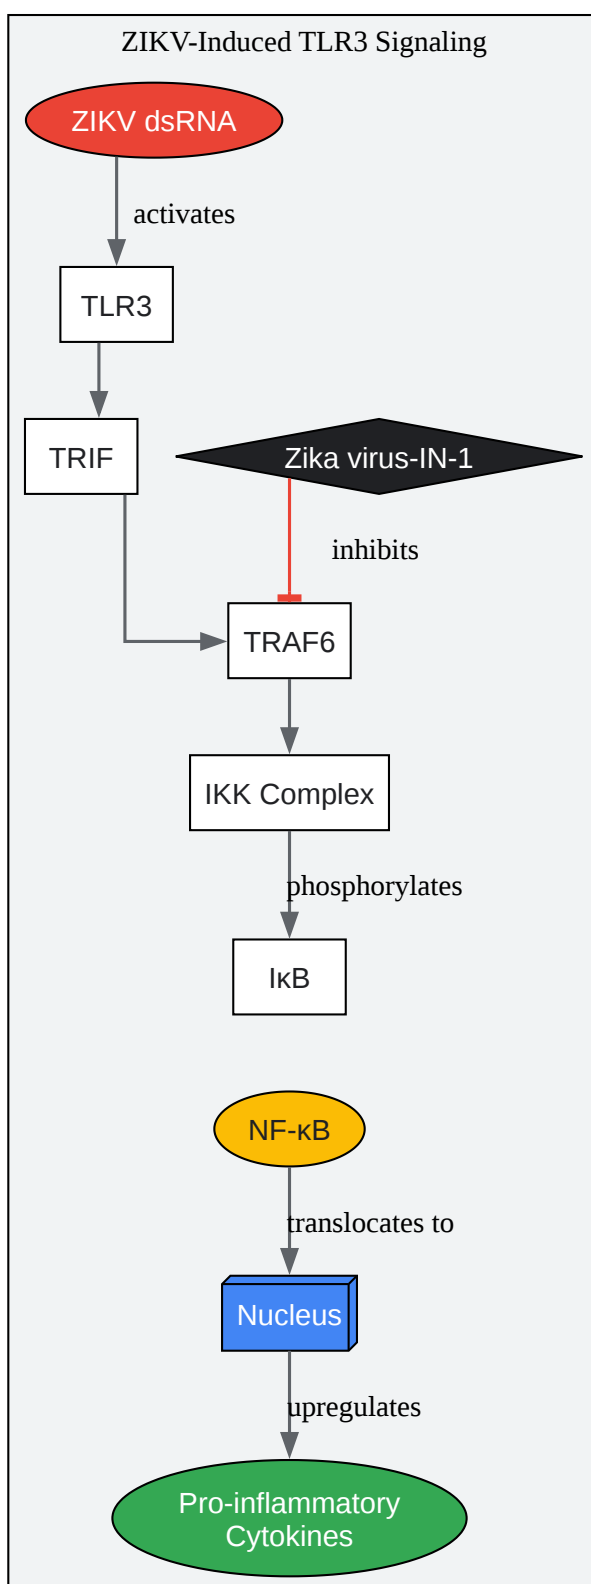 ZIKV-Induced TLR3 Signaling
ZIKV dsRNA
activates
TLR3
TRIF
Zika virus-IN-1
inhibits
TRAF6
IKK Complex
phosphorylates
IκB
NF-κB
translocates to
Nucleus
upregulates
Pro-inflammatory
Cytokines